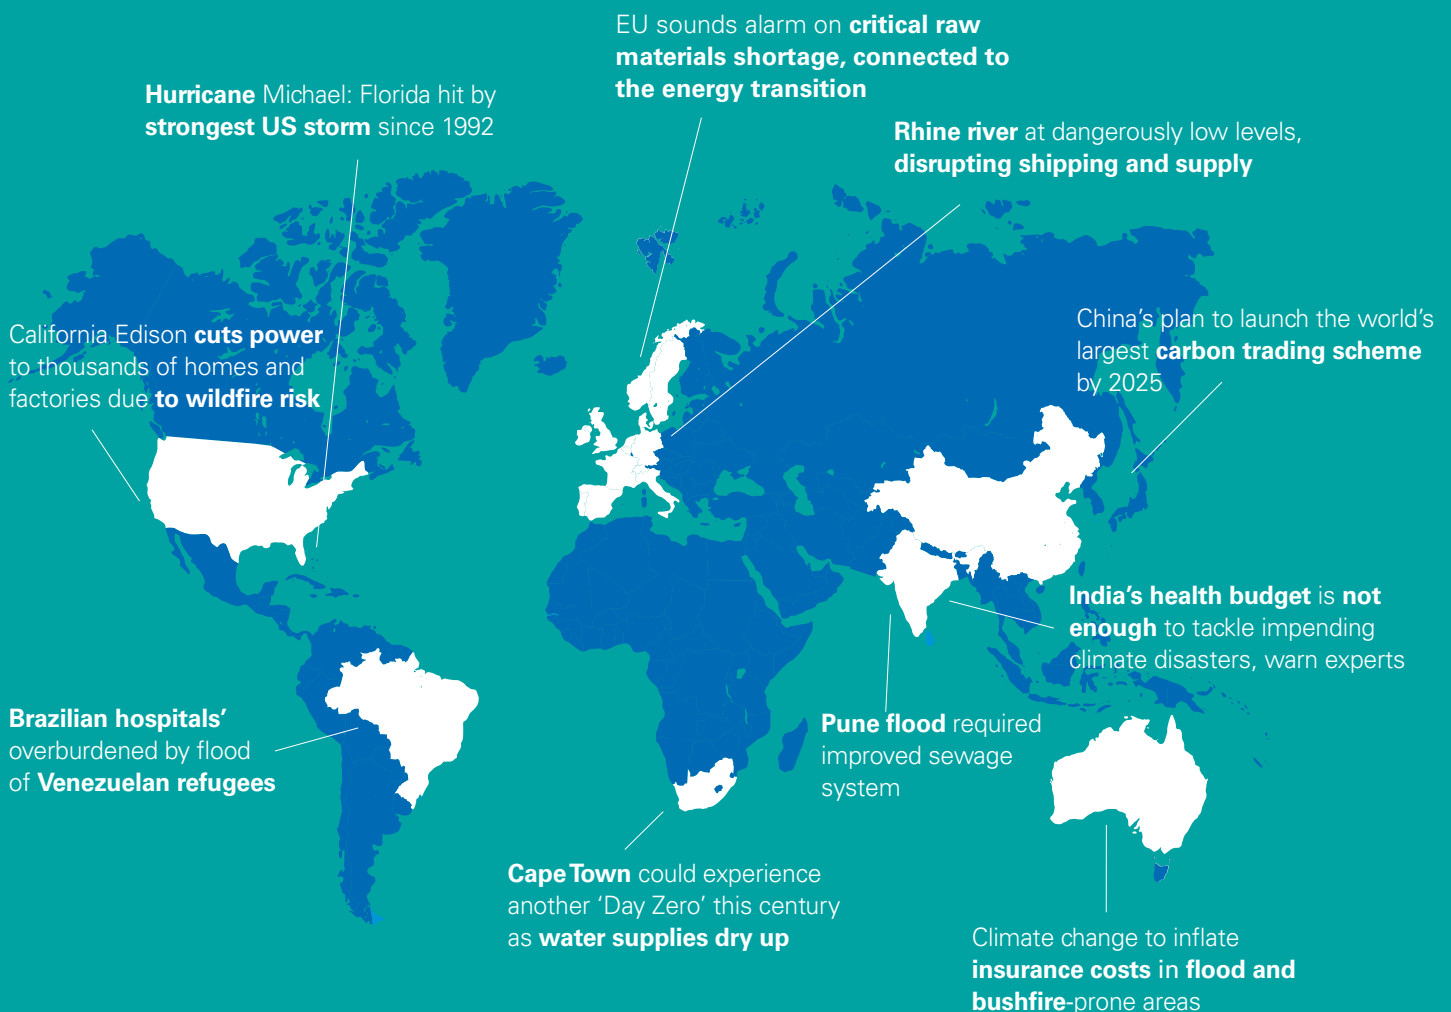 EU sounds alarm on critical raw
materials shortage, connected to
the energy transition
Hurricane Michael: Florida hit by
strongest US storm since 1992
Rhine river at dangerously low levels,
disrupting shipping and supply
California Edison cuts power
to thousands of homes and
factories due to wildfire risk
China’s plan to launch the world’s
largest carbon trading scheme
by 2025
India’s health budget is not
enough to tackle impending
climate disasters, warn experts
Brazilian hospitals’
overburdened by flood
of Venezuelan refugees
Pune flood required
improved sewage
system
Cape Town could experience
another ‘Day Zero’ this century
as water supplies dry up
Climate change to inflate
insurance costs in flood and
bushfire-prone areas